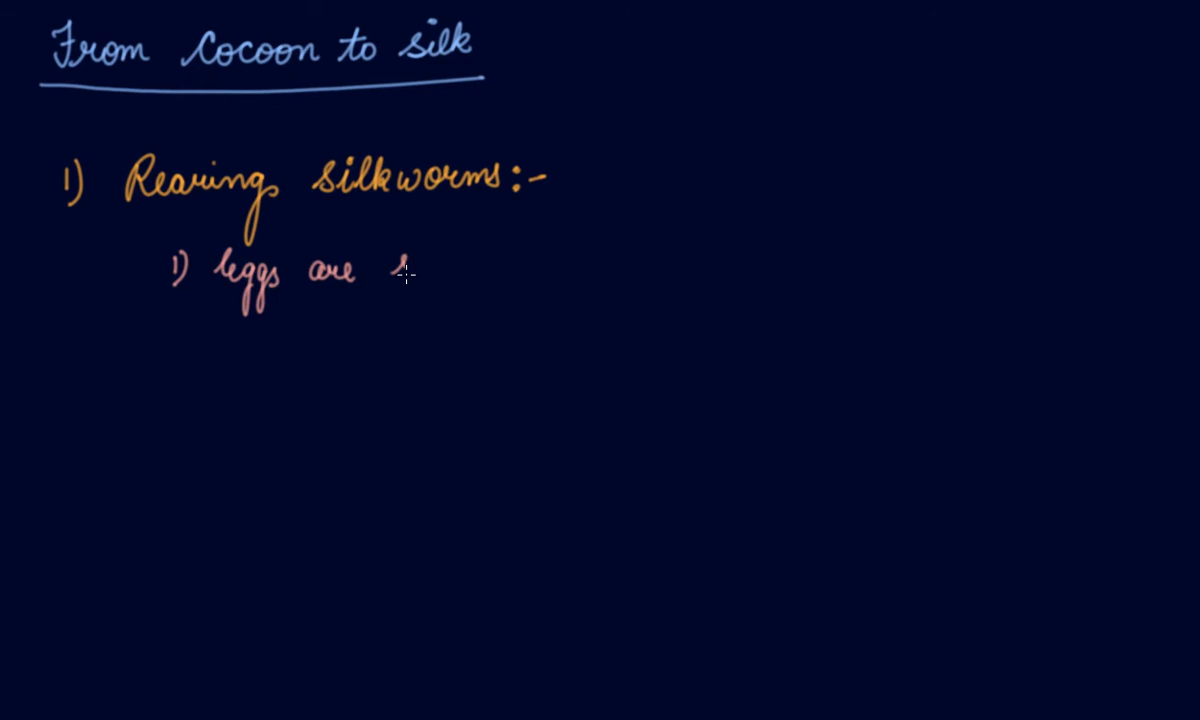 From Cocoon to silk
1) Rearing silkworms:-
1) eggs are s